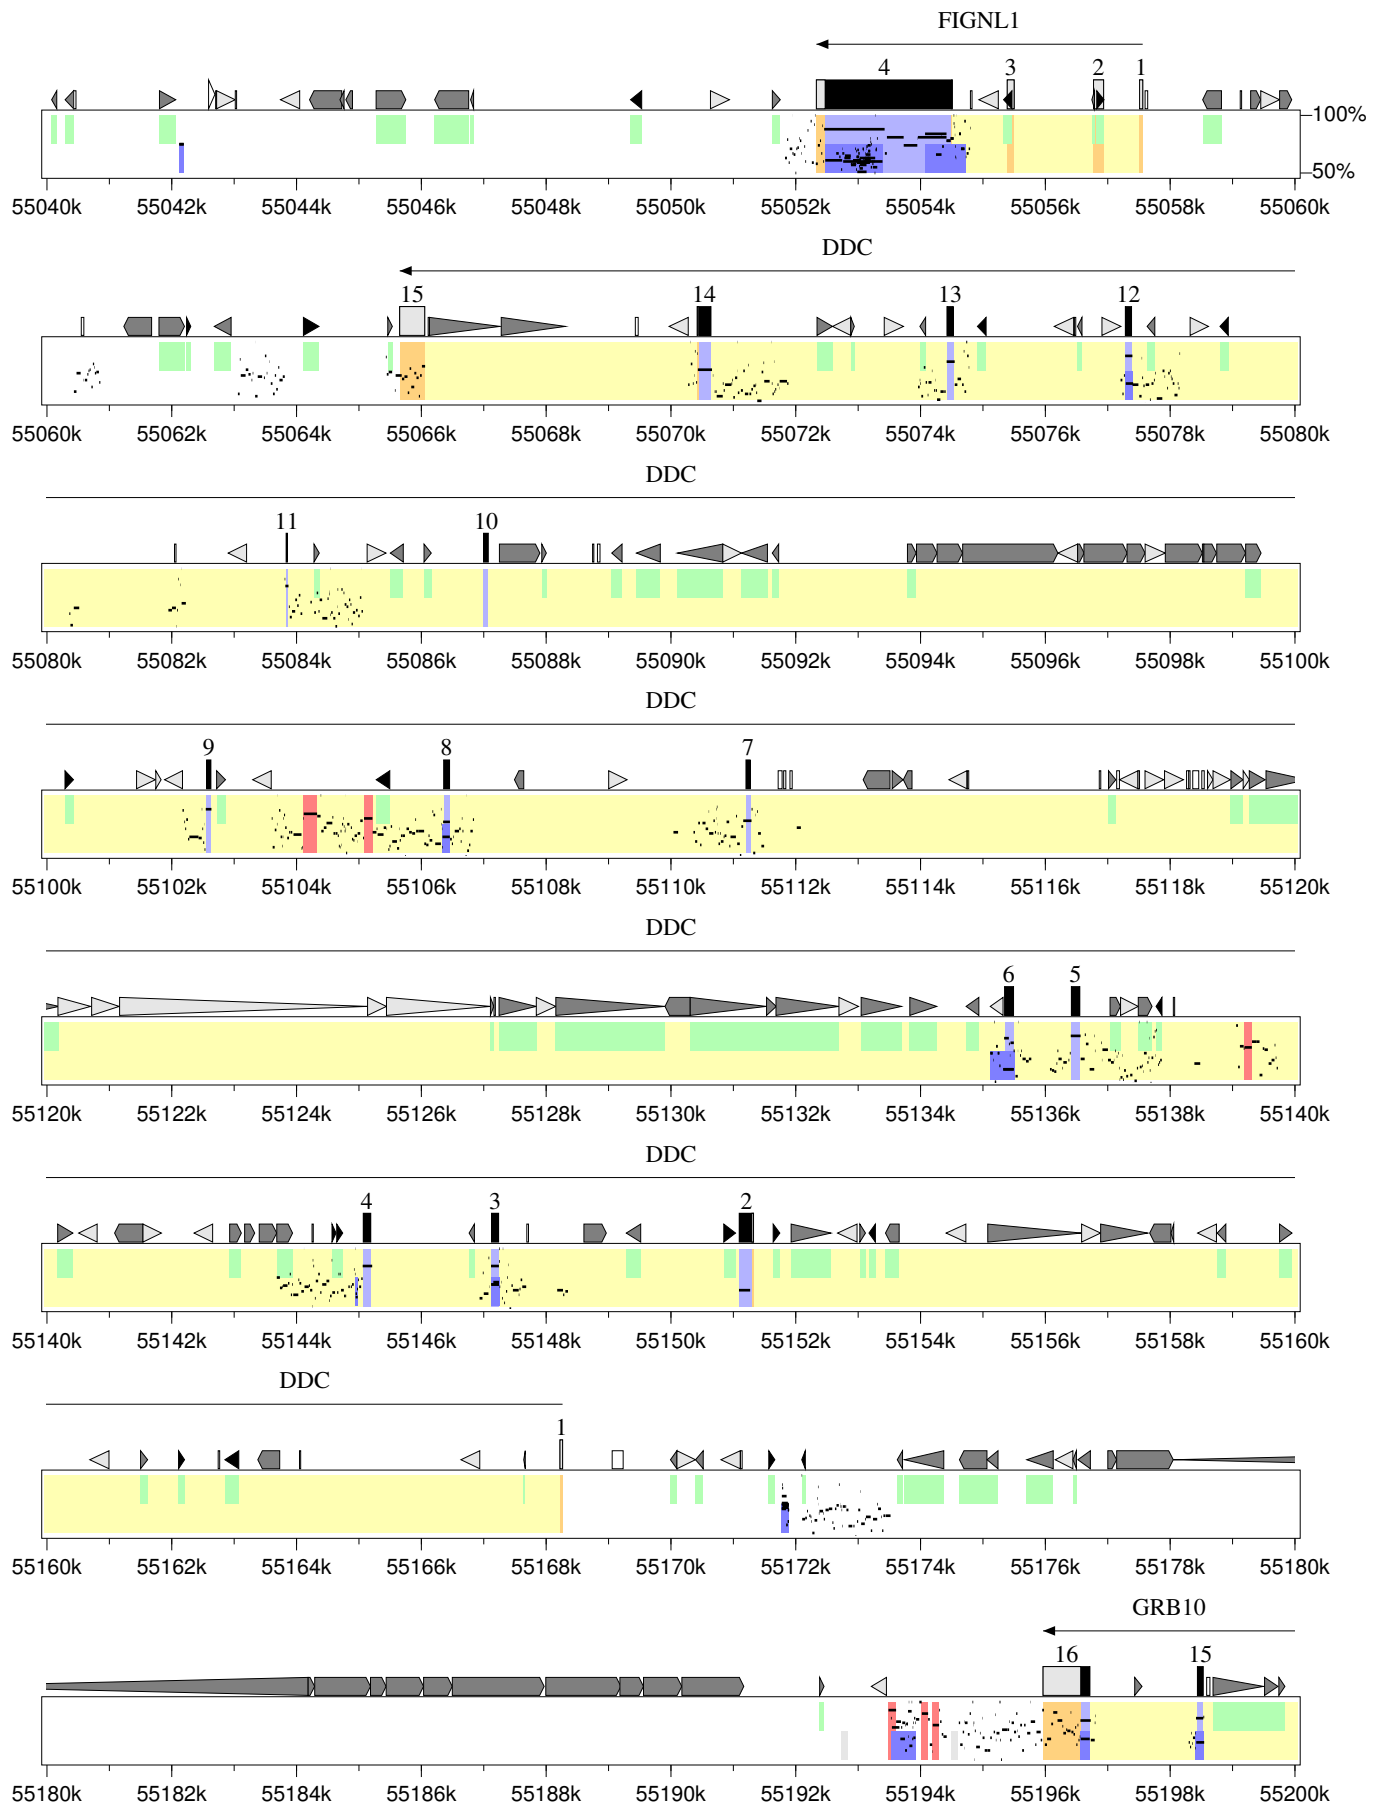 FIGNL1
4 3 2 1
100%
50%
55040k 55042k 55044k 55046k 55048k 55050k 55052k 55054k 55056k 55058k 55060k
DDC
15 14 13 12
55060k 55062k 55064k 55066k 55068k 55070k 55072k 55074k 55076k 55078k 55080k
DDC
11 10
55080k 55082k 55084k 55086k 55088k 55090k 55092k 55094k 55096k 55098k 55100k
DDC
9 8 7
55100k 55102k 55104k 55106k 55108k 55110k 55112k 55114k 55116k 55118k 55120k
DDC
6 5
55120k 55122k 55124k 55126k 55128k 55130k 55132k 55134k 55136k 55138k 55140k
DDC
4 3 2
55140k 55142k 55144k 55146k 55148k 55150k 55152k 55154k 55156k 55158k 55160k
DDC
1
55160k 55162k 55164k 55166k 55168k 55170k 55172k 55174k 55176k 55178k 55180k
GRB10
16 15
55180k 55182k 55184k 55186k 55188k 55190k 55192k 55194k 55196k 55198k 55200k